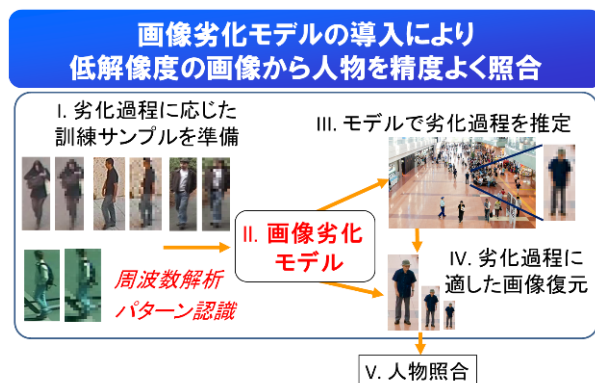 画像劣化モデルの導入により
低解像度の画像から人物を精度よく照合
I. 劣化過程に応じた
訓練サンプルを準備
III. モデルで劣化過程を推定
II. 画像劣化
モデル
周波数解析
パターン認識
IV. 劣化過程に
適した画像復元
V. 人物照合